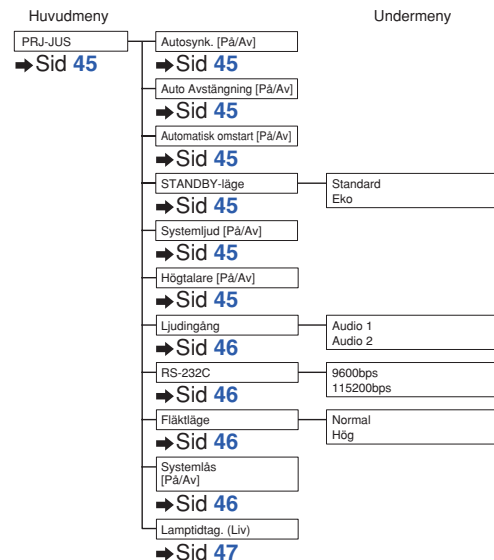 Huvudmeny
Undermeny
PRJ-JUS
➡Sid 45
Autosynk. [På/Av]
➡Sid 45
Auto Avstängning [På/Av]
➡Sid 45
Automatisk omstart [På/Av]
➡Sid 45
STANDBY-läge
➡Sid 45
Standard
Eko
Systemljud [På/Av]
➡Sid 45
Högtalare [På/Av]
➡Sid 45
Ljudingång
➡Sid 46
Audio 1
Audio 2
RS-232C
➡Sid 46
9600bps
115200bps
Fläktläge
➡Sid 46
Normal
Hög
Systemlås
[På/Av]
➡Sid 46
Lamptidtag. (Liv)
➡Sid 47